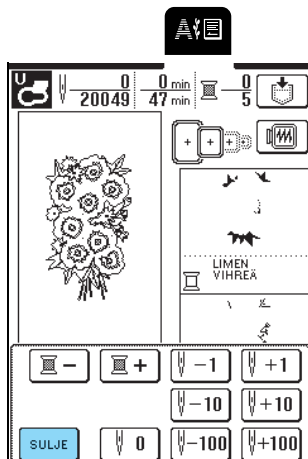 A
U 0 0 min 0
20049 47 min 5
LIMEN
VIHREÄ
− + −1 +1
−10 +10
SULJE 0 −100 +100